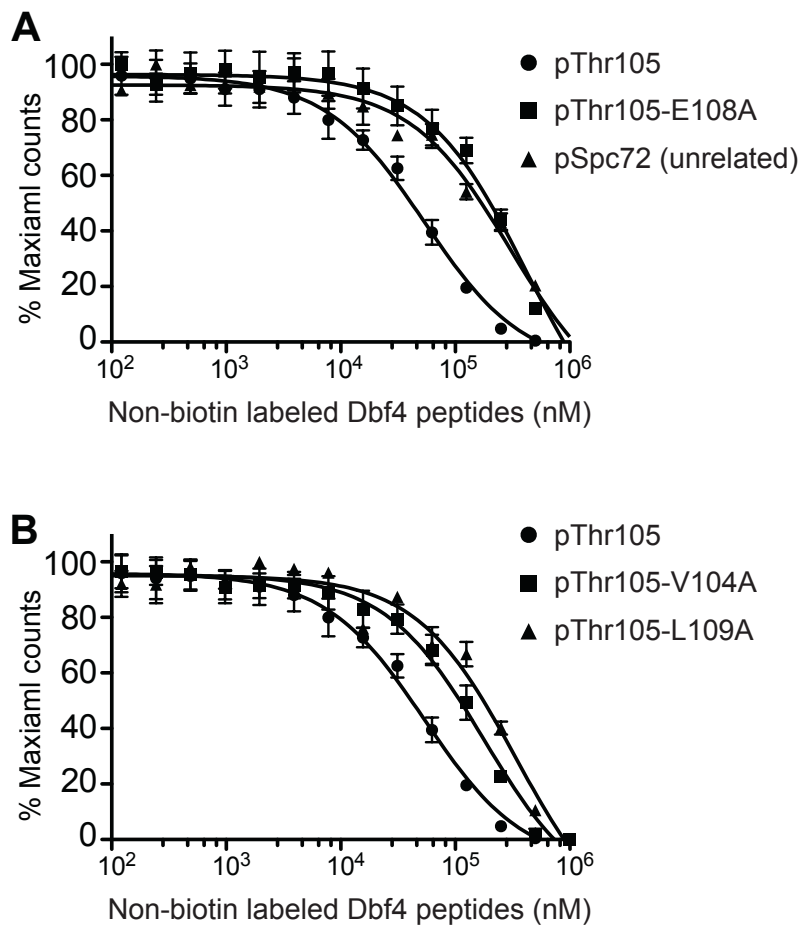 A
100
80
60
40
20
0
% Maxiaml counts
10²
10³
10⁴
10⁵
10⁶
Non-biotin labeled Dbf4 peptides (nM)
pThr105
pThr105-E108A
pSpc72 (unrelated)
B
100
80
60
40
20
0
% Maxiaml counts
10²
10³
10⁴
10⁵
10⁶
Non-biotin labeled Dbf4 peptides (nM)
pThr105
pThr105-V104A
pThr105-L109A